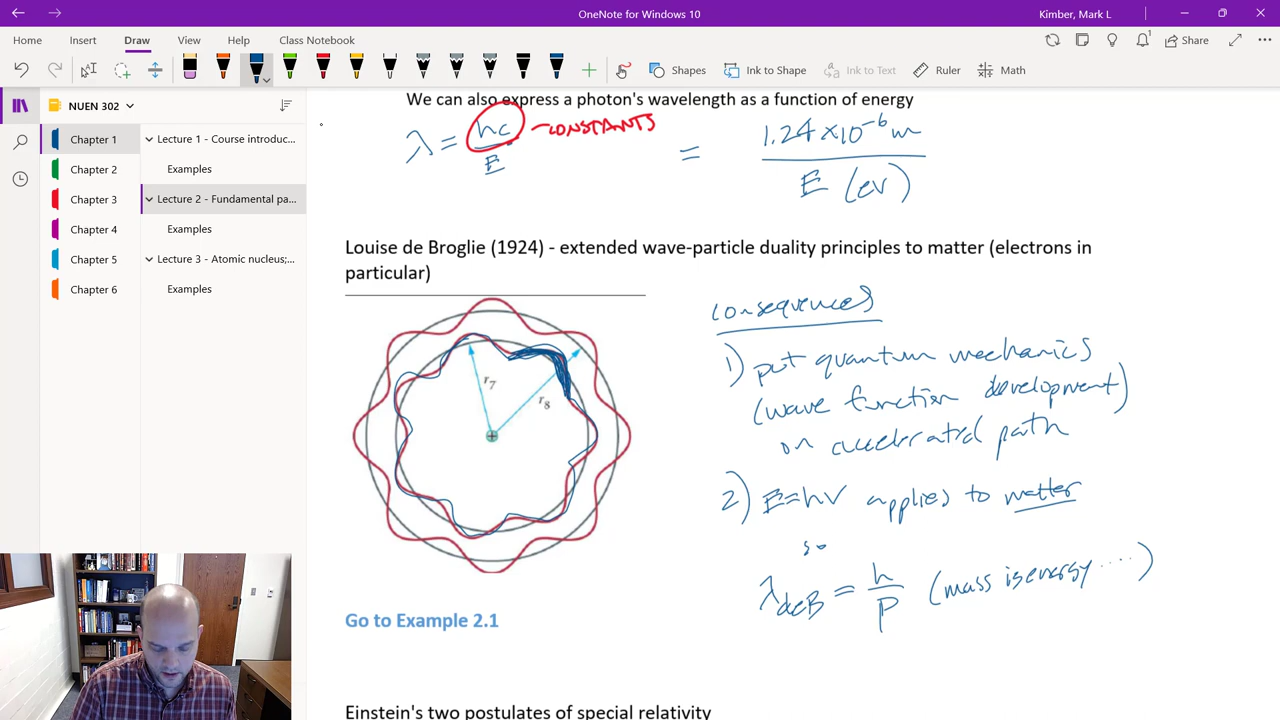 OneNote for Windows 10
Kimber, Mark L
Home
Insert
Draw
View
Help
Class Notebook
Share
Shapes
Ink to Shape
Ink to Text
Ruler
Math
NUEN 302
Chapter 1
Chapter 2
Chapter 3
Chapter 4
Chapter 5
Chapter 6
Lecture 1 - Course introduc...
Examples
Lecture 2 - Fundamental pa...
Examples
Lecture 3 - Atomic nucleus;...
Examples
We can also express a photon's wavelength as a function of energy
λ = hc/E - CONSTANTS = 1.24×10⁻⁶ m / E (eV)
Louise de Broglie (1924) - extended wave-particle duality principles to matter (electrons in
particular)
r7
r8
consequences
1) put quantum mechanics
(wave function development)
on accelerated path
2) E=hν applies to matter
so
λdeB = h/p (mass is energy ....)
Go to Example 2.1
Einstein's two postulates of special relativity